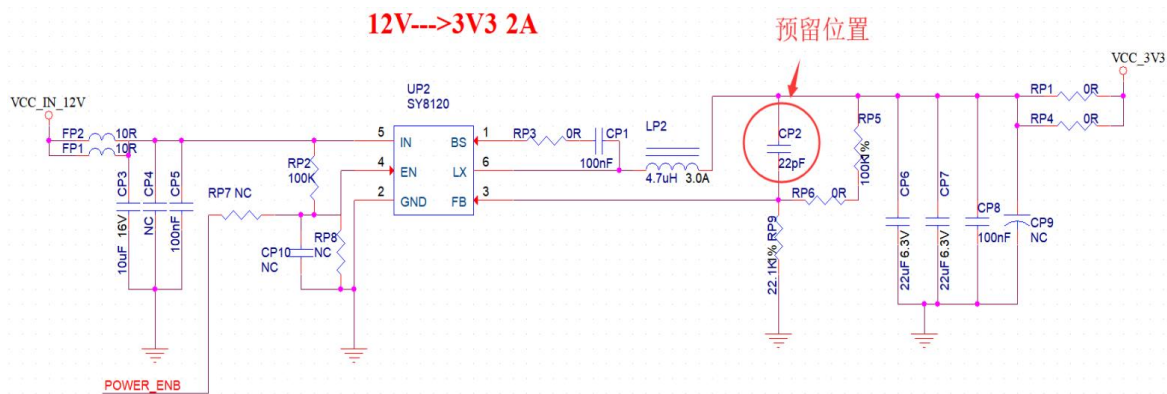 12V--->3V3 2A
预留位置
VCC_3V3
VCC_IN_12V
UP2
SY8120
FP2 10R
FP1 10R
5 IN BS 1
4 EN LX 6
2 GND FB 3
RP3 0R
CP1
100nF
LP2
4.7uH 3.0A
CP2
22pF
RP5
100K1%
RP1 0R
RP4 0R
RP2
100K
RP7 NC
CP3
16V
10uF
CP4
NC
CP5
100nF
CP10
NC
RP8
NC
RP6 0R
RP9
22.1K1%
CP6
22uF 6.3V
CP7
22uF 6.3V
CP8
100nF
CP9
NC
POWER_ENB